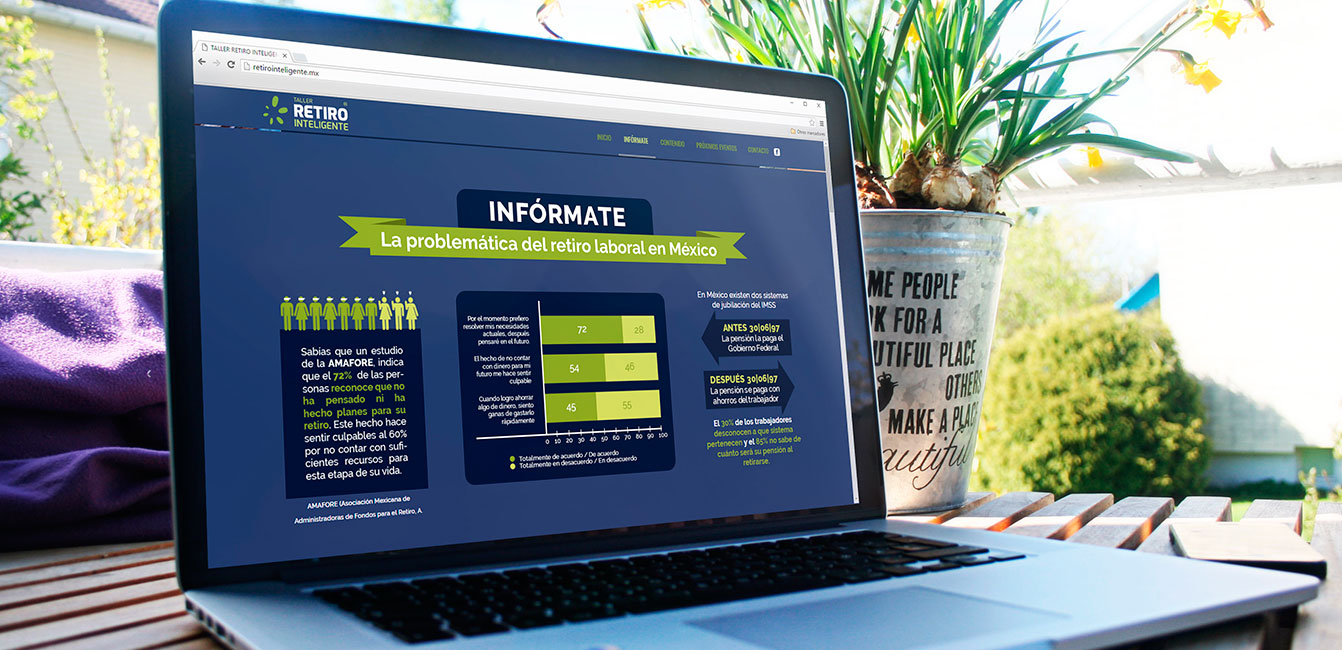 TALLER RETIRO INTELIGE
retirointeligente.mx
Otros marcadores
TALLER
RETIRO
INTELIGENTE
INICIO INFÓRMATE CONTENIDO PRÓXIMOS EVENTOS CONTACTO f
INFÓRMATE
La problemática del retiro laboral en México
Sabías que un estudio
de la AMAFORE, indica
que el 72% de las per-
sonas reconoce que no
ha pensado ni ha
hecho planes para su
retiro. Este hecho hace
sentir culpables al 60%
por no contar con sufi-
cientes recursos para
esta etapa de su vida.
AMAFORE (Asociación Mexicana de
Administradoras de Fondos para el Retiro, A.
Por el momento prefiero
resolver mis necesidades
actuales, después
pensaré en el futuro.
72 28
El hecho de no contar
con dinero para mi
futuro me hace sentir
culpable
54 46
Cuando logro ahorrar
algo de dinero, siento
ganas de gastarlo
rápidamente
45 55
0 10 20 30 40 50 60 70 80 90 100
Totalmente de acuerdo / De acuerdo
Totalmente en desacuerdo / En desacuerdo
En México existen dos sistemas
de jubilación del IMSS
ANTES 30|06|97
La pensión la paga el
Gobierno Federal
DESPUÉS 30|06|97
La pensión se paga con
ahorros del trabajador
El 30% de los trabajadores
desconocen a que sistema
pertenecen y el 85% no sabe de
cuánto será su pensión al
retirarse.
ME PEOPLE
K FOR A
UTIFUL PLACE
OTHERS
MAKE A PLAC
autiful